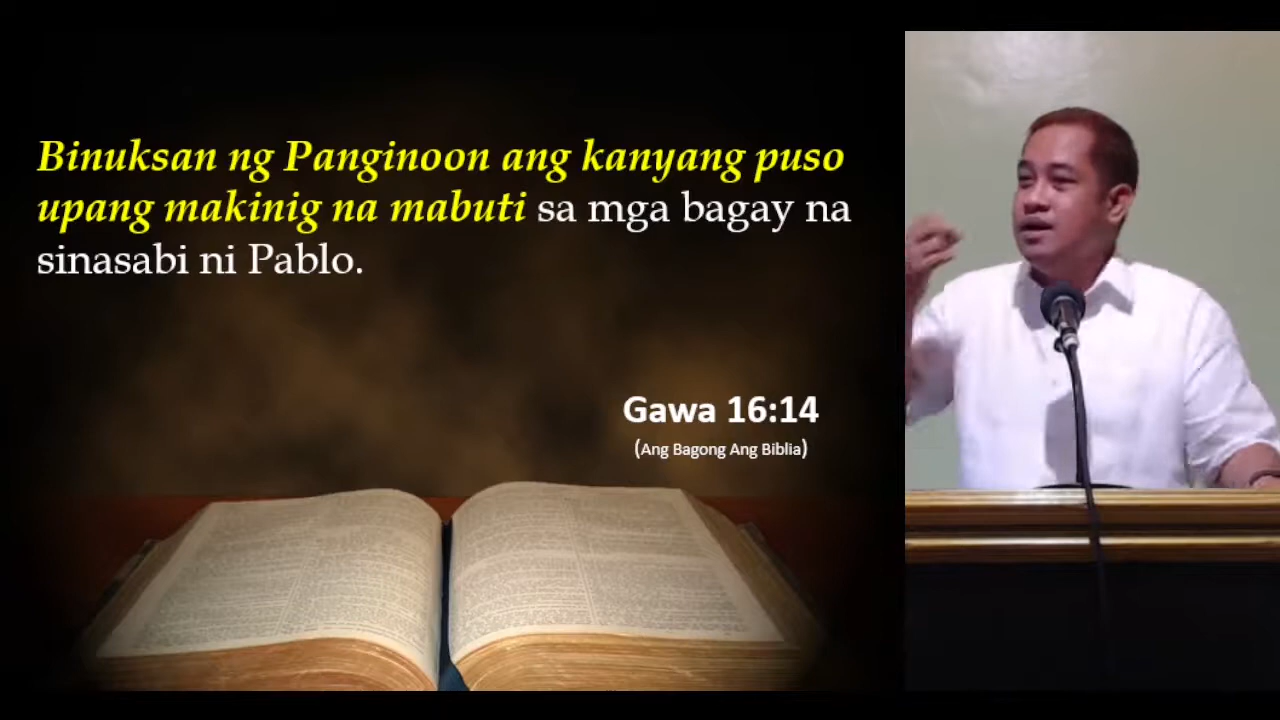 Binuksan ng Panginoon ang kanyang puso
upang makinig na mabuti sa mga bagay na
sinasabi ni Pablo.
Gawa 16:14
(Ang Bagong Ang Biblia)